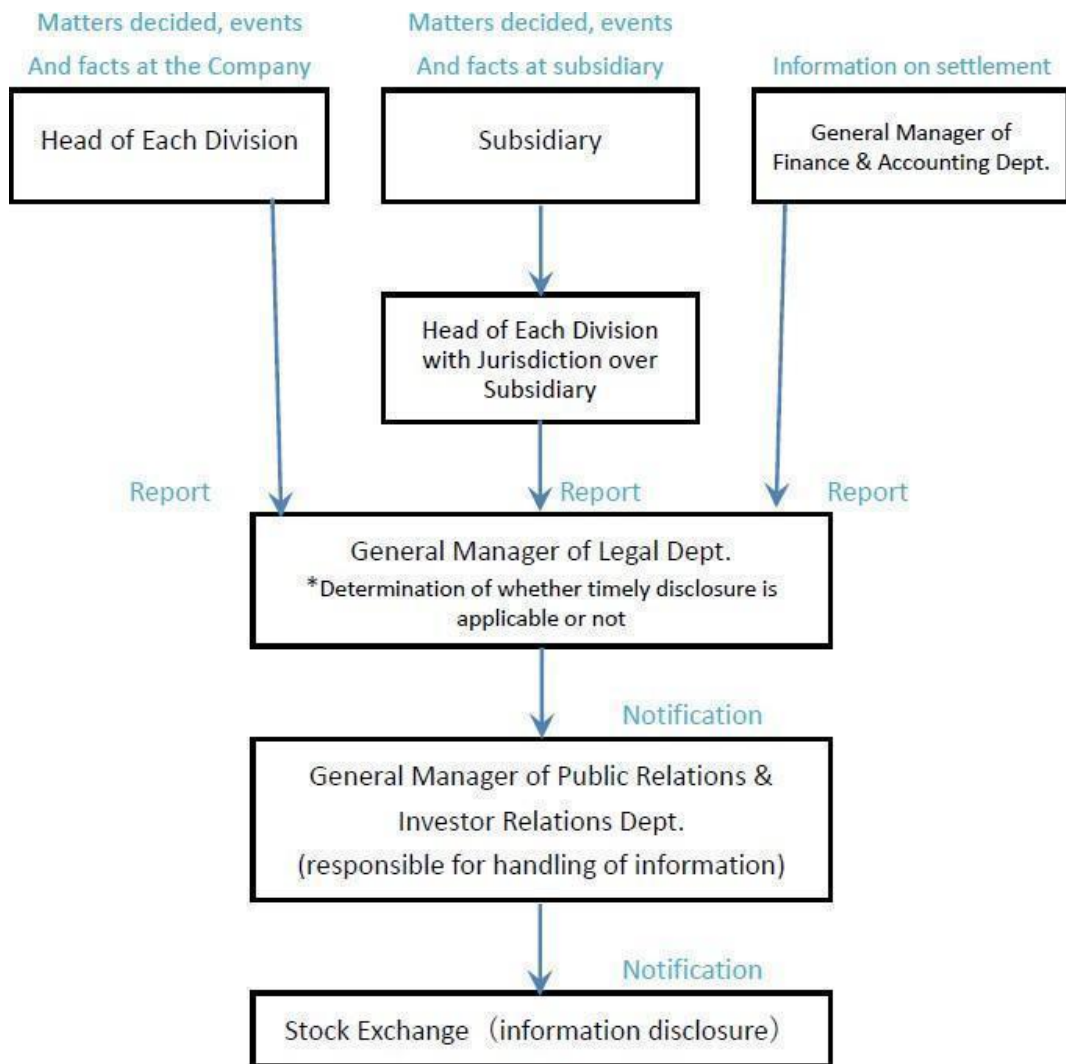 Matters decided, events
And facts at the Company
Matters decided, events
And facts at subsidiary
Information on settlement
Head of Each Division
Subsidiary
General Manager of
Finance & Accounting Dept.
Head of Each Division
with Jurisdiction over
Subsidiary
Report
Report
Report
General Manager of Legal Dept.
*Determination of whether timely disclosure is
applicable or not
Notification
General Manager of Public Relations &
Investor Relations Dept.
(responsible for handling of information)
Notification
Stock Exchange（information disclosure）